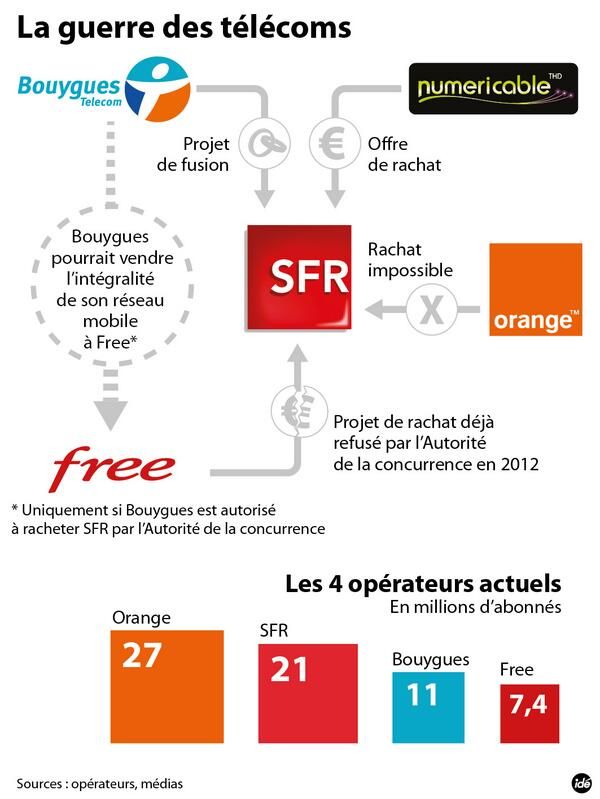 La guerre des télécoms
Bouygues
Telecom
numericable THD
Projet
de fusion
€
Offre
de rachat
Bouygues
pourrait vendre
l'intégralité
de son réseau
mobile
à Free*
SFR
Rachat
impossible
X
orange™
€
Projet de rachat déjà
refusé par l'Autorité
de la concurrence en 2012
free
* Uniquement si Bouygues est autorisé
à racheter SFR par l'Autorité de la concurrence
Les 4 opérateurs actuels
En millions d'abonnés
Orange
27
SFR
21
Bouygues
11
Free
7,4
Sources : opérateurs, médias
idé